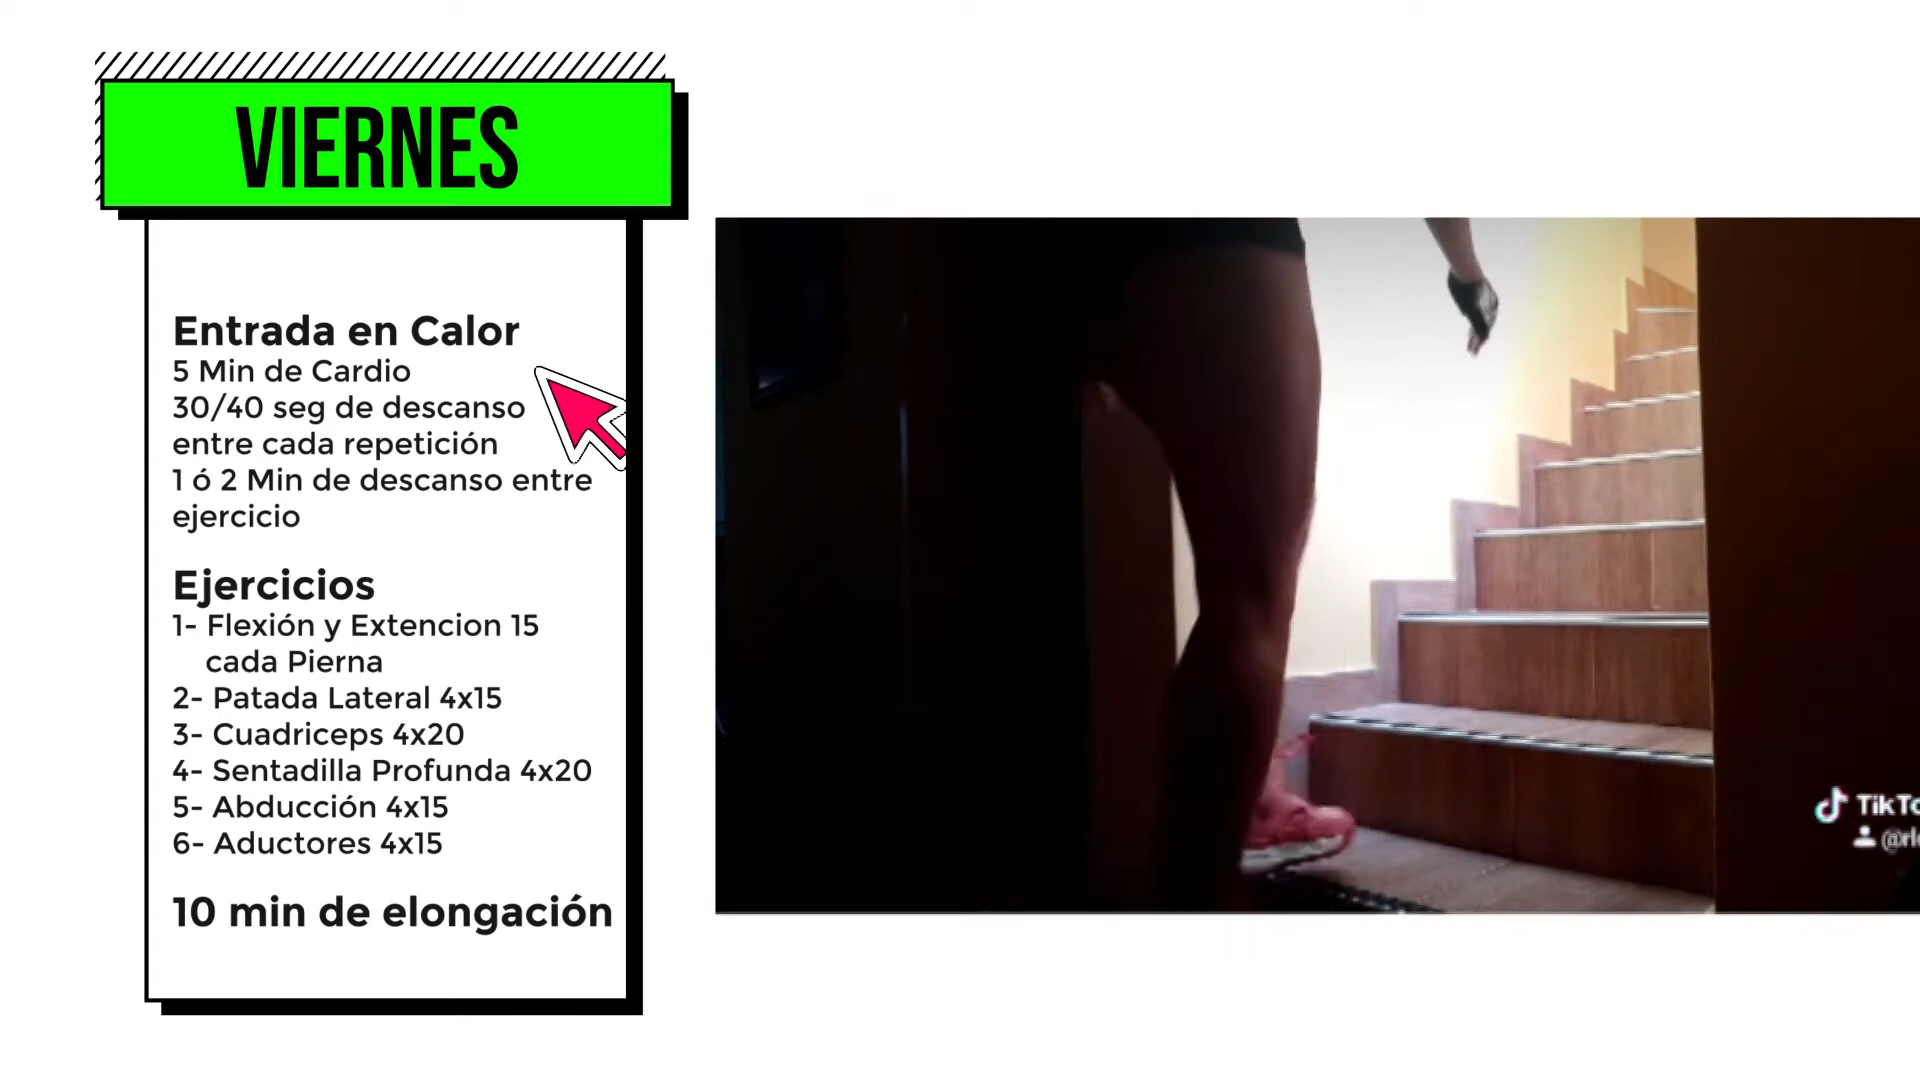 VIERNES
Entrada en Calor
5 Min de Cardio
30/40 seg de descanso
entre cada repetición
1 ó 2 Min de descanso entre
ejercicio
Ejercicios
1- Flexión y Extencion 15
cada Pierna
2- Patada Lateral 4x15
3- Cuadriceps 4x20
4- Sentadilla Profunda 4x20
5- Abducción 4x15
6- Aductores 4x15
10 min de elongación